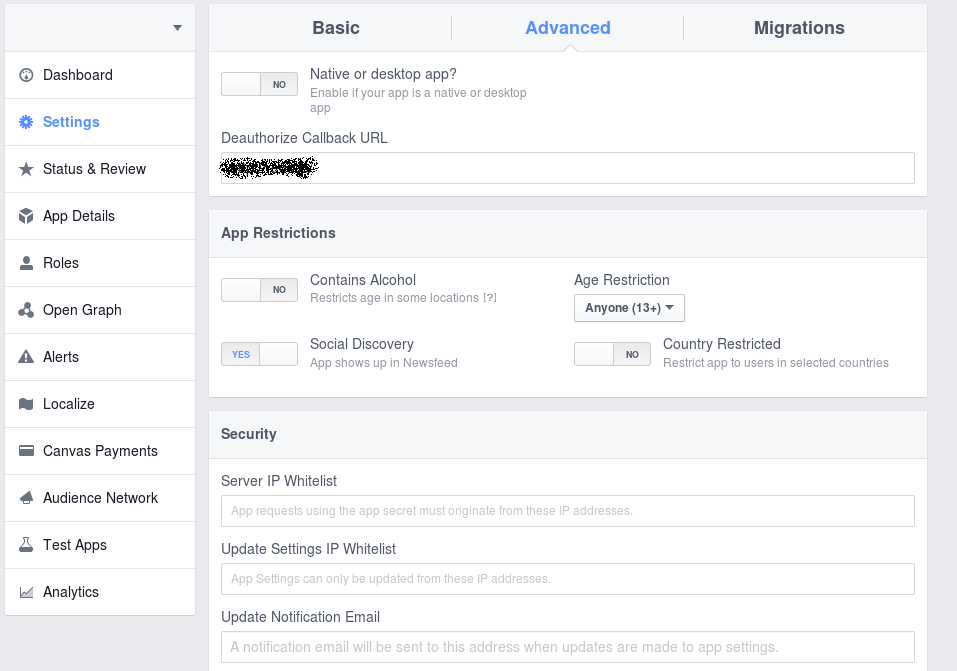 Dashboard
Settings
Status & Review
App Details
Roles
Open Graph
Alerts
Localize
Canvas Payments
Audience Network
Test Apps
Analytics
Basic Advanced Migrations
NO Native or desktop app?
Enable if your app is a native or desktop
app
Deauthorize Callback URL
App Restrictions
NO Contains Alcohol
Restricts age in some locations [?]
Age Restriction
Anyone (13+)
YES Social Discovery
App shows up in Newsfeed
NO Country Restricted
Restrict app to users in selected countries
Security
Server IP Whitelist
App requests using the app secret must originate from these IP addresses.
Update Settings IP Whitelist
App Settings can only be updated from these IP addresses.
Update Notification Email
A notification email will be sent to this address when updates are made to app settings.